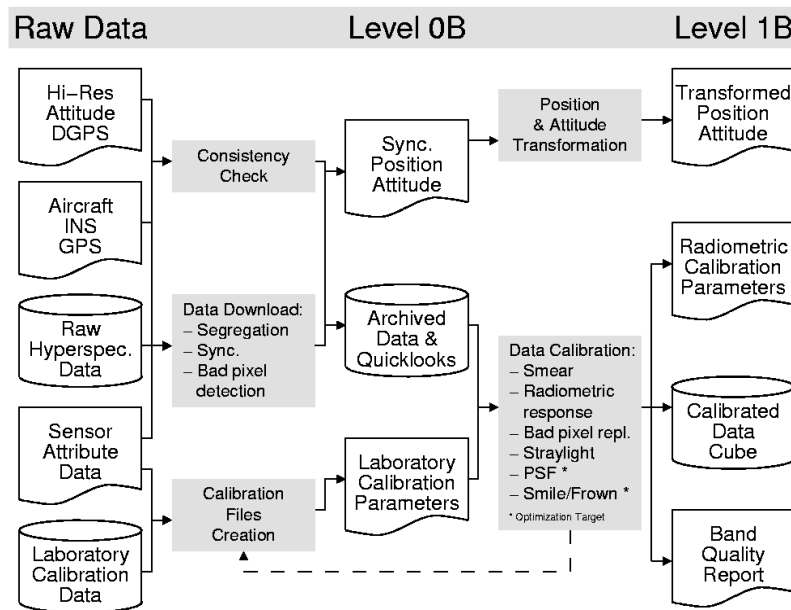 Raw Data
Level 0B
Level 1B
Hi–Res
Attitude
DGPS
Aircraft
INS
GPS
Raw
Hyperspec.
Data
Sensor
Attribute
Data
Laboratory
Calibration
Data
Consistency
Check
Data Download:
– Segregation
– Sync.
– Bad pixel
detection
Calibration
Files
Creation
Sync.
Position
Attitude
Archived
Data &
Quicklooks
Laboratory
Calibration
Parameters
Position
& Attitude
Transformation
Data Calibration:
– Smear
– Radiometric
response
– Bad pixel repl.
– Straylight
– PSF *
– Smile/Frown *
* Optimization Target
Transformed
Position
Attitude
Radiometric
Calibration
Parameters
Calibrated
Data
Cube
Band
Quality
Report